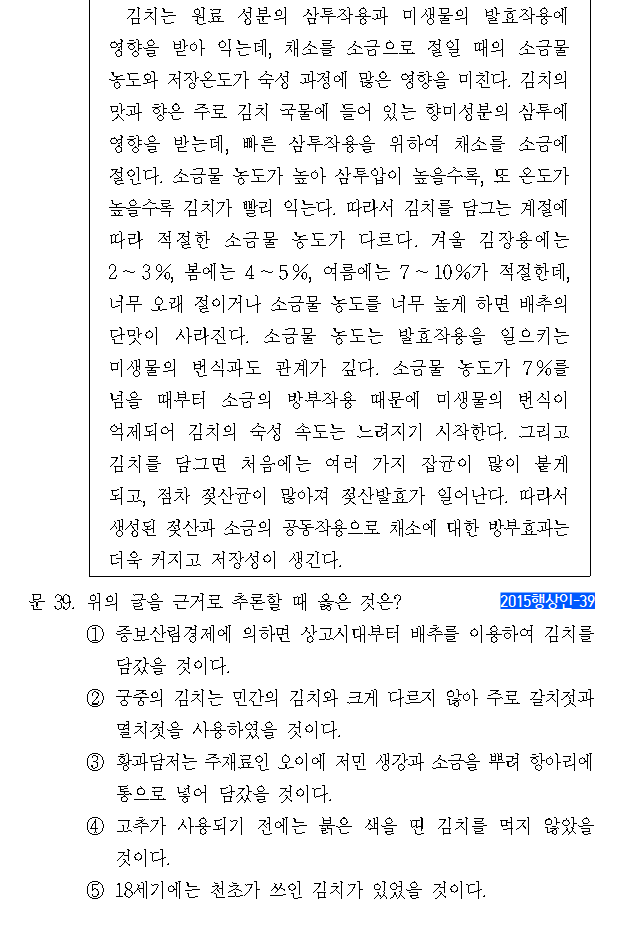 김치는 원료 성분의 삼투작용과 미생물의 발효작용에
영향을 받아 익는데, 채소를 소금으로 절일 때의 소금물
농도와 저장온도가 숙성 과정에 많은 영향을 미친다. 김치의
맛과 향은 주로 김치 국물에 들어 있는 향미성분의 삼투에
영향을 받는데, 빠른 삼투작용을 위하여 채소를 소금에
절인다. 소금물 농도가 높아 삼투압이 높을수록, 또 온도가
높을수록 김치가 빨리 익는다. 따라서 김치를 담그는 계절에
따라 적절한 소금물 농도가 다르다. 겨울 김장용에는
2~3%, 봄에는 4~5%, 여름에는 7~10%가 적절한데,
너무 오래 절이거나 소금물 농도를 너무 높게 하면 배추의
단맛이 사라진다. 소금물 농도는 발효작용을 일으키는
미생물의 번식과도 관계가 깊다. 소금물 농도가 7%를
넘을 때부터 소금의 방부작용 때문에 미생물의 번식이
억제되어 김치의 숙성 속도는 느려지기 시작한다. 그리고
김치를 담그면 처음에는 여러 가지 잡균이 많이 붙게
되고, 점차 젖산균이 많아져 젖산발효가 일어난다. 따라서
생성된 젖산과 소금의 공동작용으로 채소에 대한 방부효과는
더욱 커지고 저장성이 생긴다.
문 39. 위의 글을 근거로 추론할 때 옳은 것은? 2015행상인-39
① 증보산림경제에 의하면 상고시대부터 배추를 이용하여 김치를
담갔을 것이다.
② 궁중의 김치는 민간의 김치와 크게 다르지 않아 주로 갈치젓과
멸치젓을 사용하였을 것이다.
③ 황과담저는 주재료인 오이에 저민 생강과 소금을 뿌려 항아리에
통으로 넣어 담갔을 것이다.
④ 고추가 사용되기 전에는 붉은 색을 띤 김치를 먹지 않았을
것이다.
⑤ 18세기에는 천초가 쓰인 김치가 있었을 것이다.